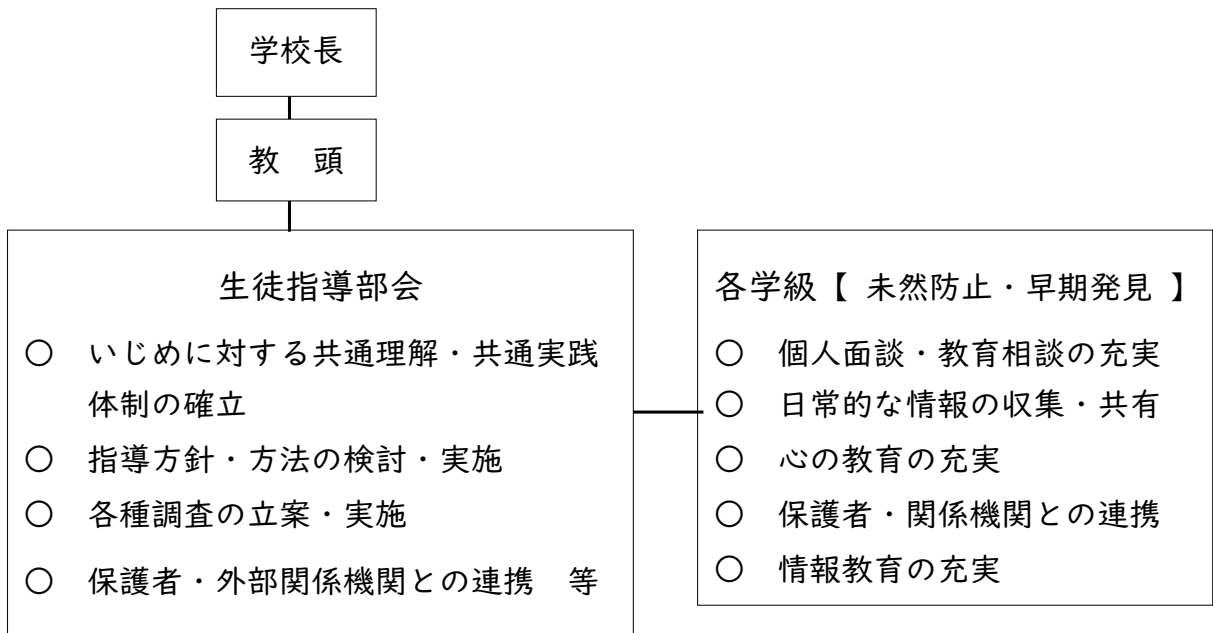 学校長
教　頭
生徒指導部会
○　いじめに対する共通理解・共通実践
体制の確立
○　指導方針・方法の検討・実施
○　各種調査の立案・実施
○　保護者・外部関係機関との連携　等
各学級【 未然防止・早期発見 】
○　個人面談・教育相談の充実
○　日常的な情報の収集・共有
○　心の教育の充実
○　保護者・関係機関との連携
○　情報教育の充実